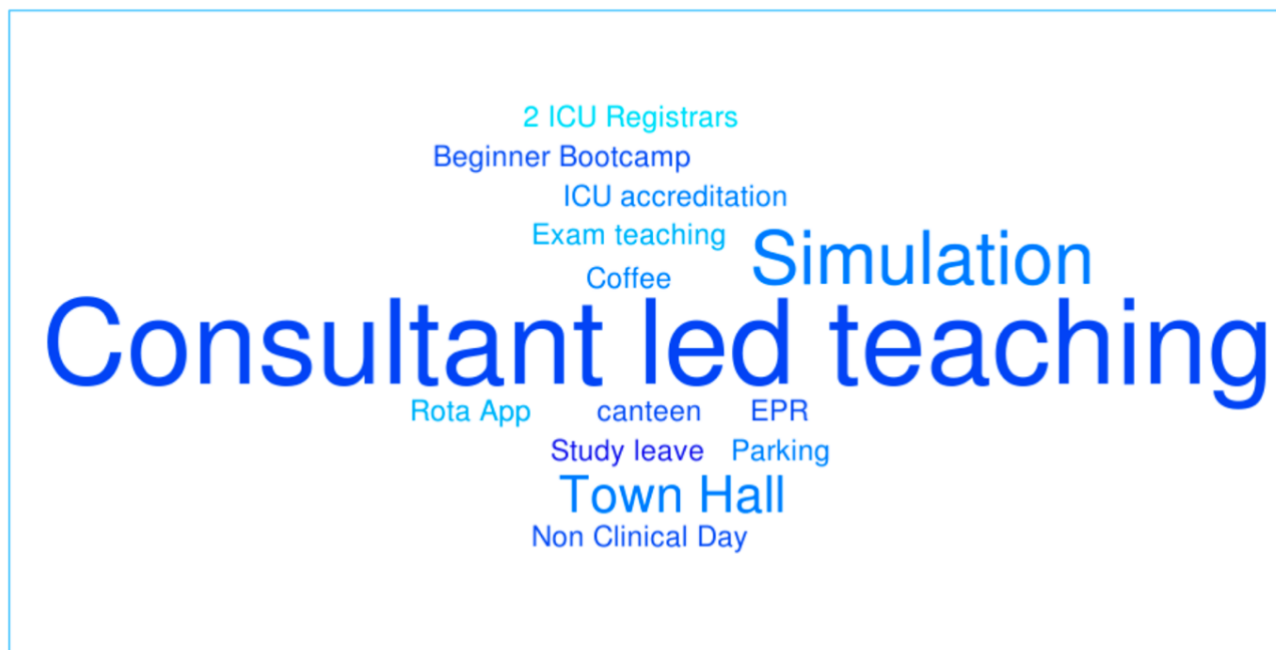 2 ICU Registrars
Beginner Bootcamp
ICU accreditation
Exam teaching
Simulation
Coffee
Consultant led teaching
Rota App canteen EPR
Study leave Parking
Town Hall
Non Clinical Day